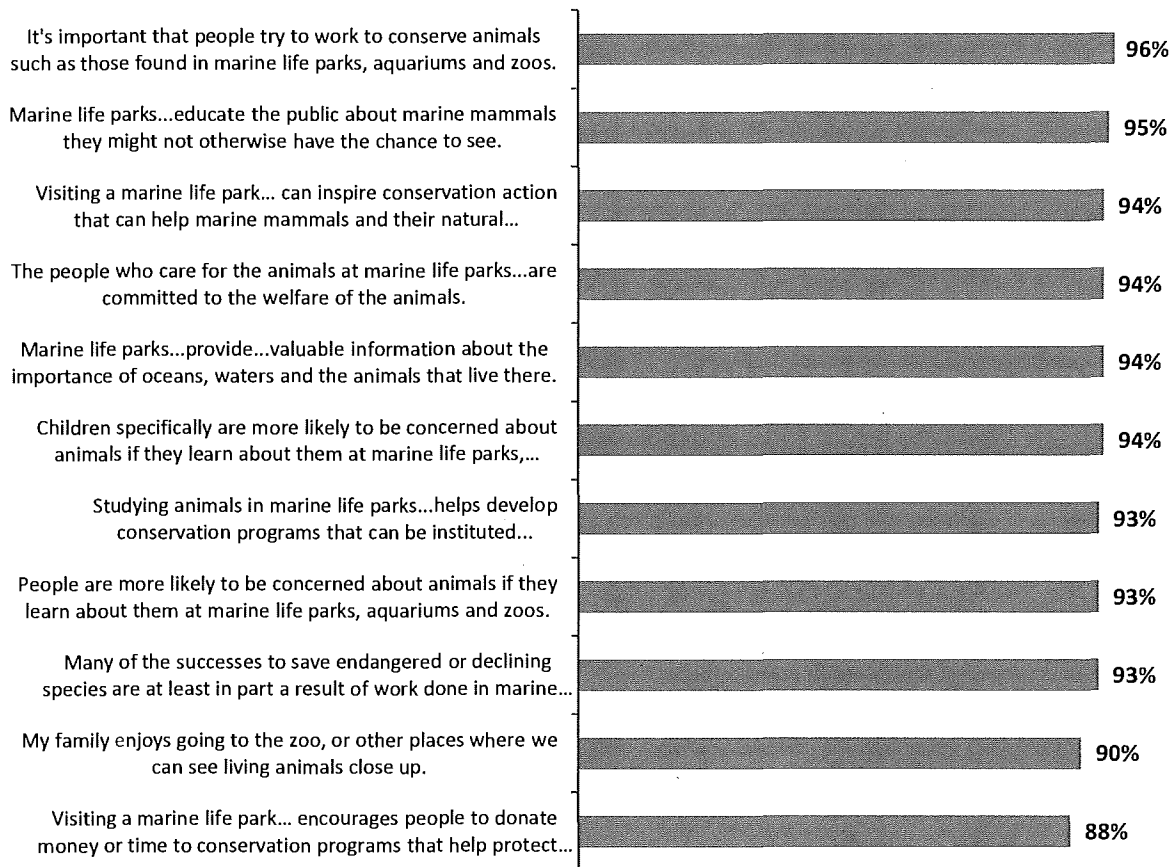 It's important that people try to work to conserve animals
such as those found in marine life parks, aquariums and zoos.
96%
Marine life parks...educate the public about marine mammals
they might not otherwise have the chance to see.
95%
Visiting a marine life park... can inspire conservation action
that can help marine mammals and their natural...
94%
The people who care for the animals at marine life parks...are
committed to the welfare of the animals.
94%
Marine life parks...provide...valuable information about the
importance of oceans, waters and the animals that live there.
94%
Children specifically are more likely to be concerned about
animals if they learn about them at marine life parks,...
94%
Studying animals in marine life parks...helps develop
conservation programs that can be instituted...
93%
People are more likely to be concerned about animals if they
learn about them at marine life parks, aquariums and zoos.
93%
Many of the successes to save endangered or declining
species are at least in part a result of work done in marine...
93%
My family enjoys going to the zoo, or other places where we
can see living animals close up.
90%
Visiting a marine life park... encourages people to donate
money or time to conservation programs that help protect...
88%